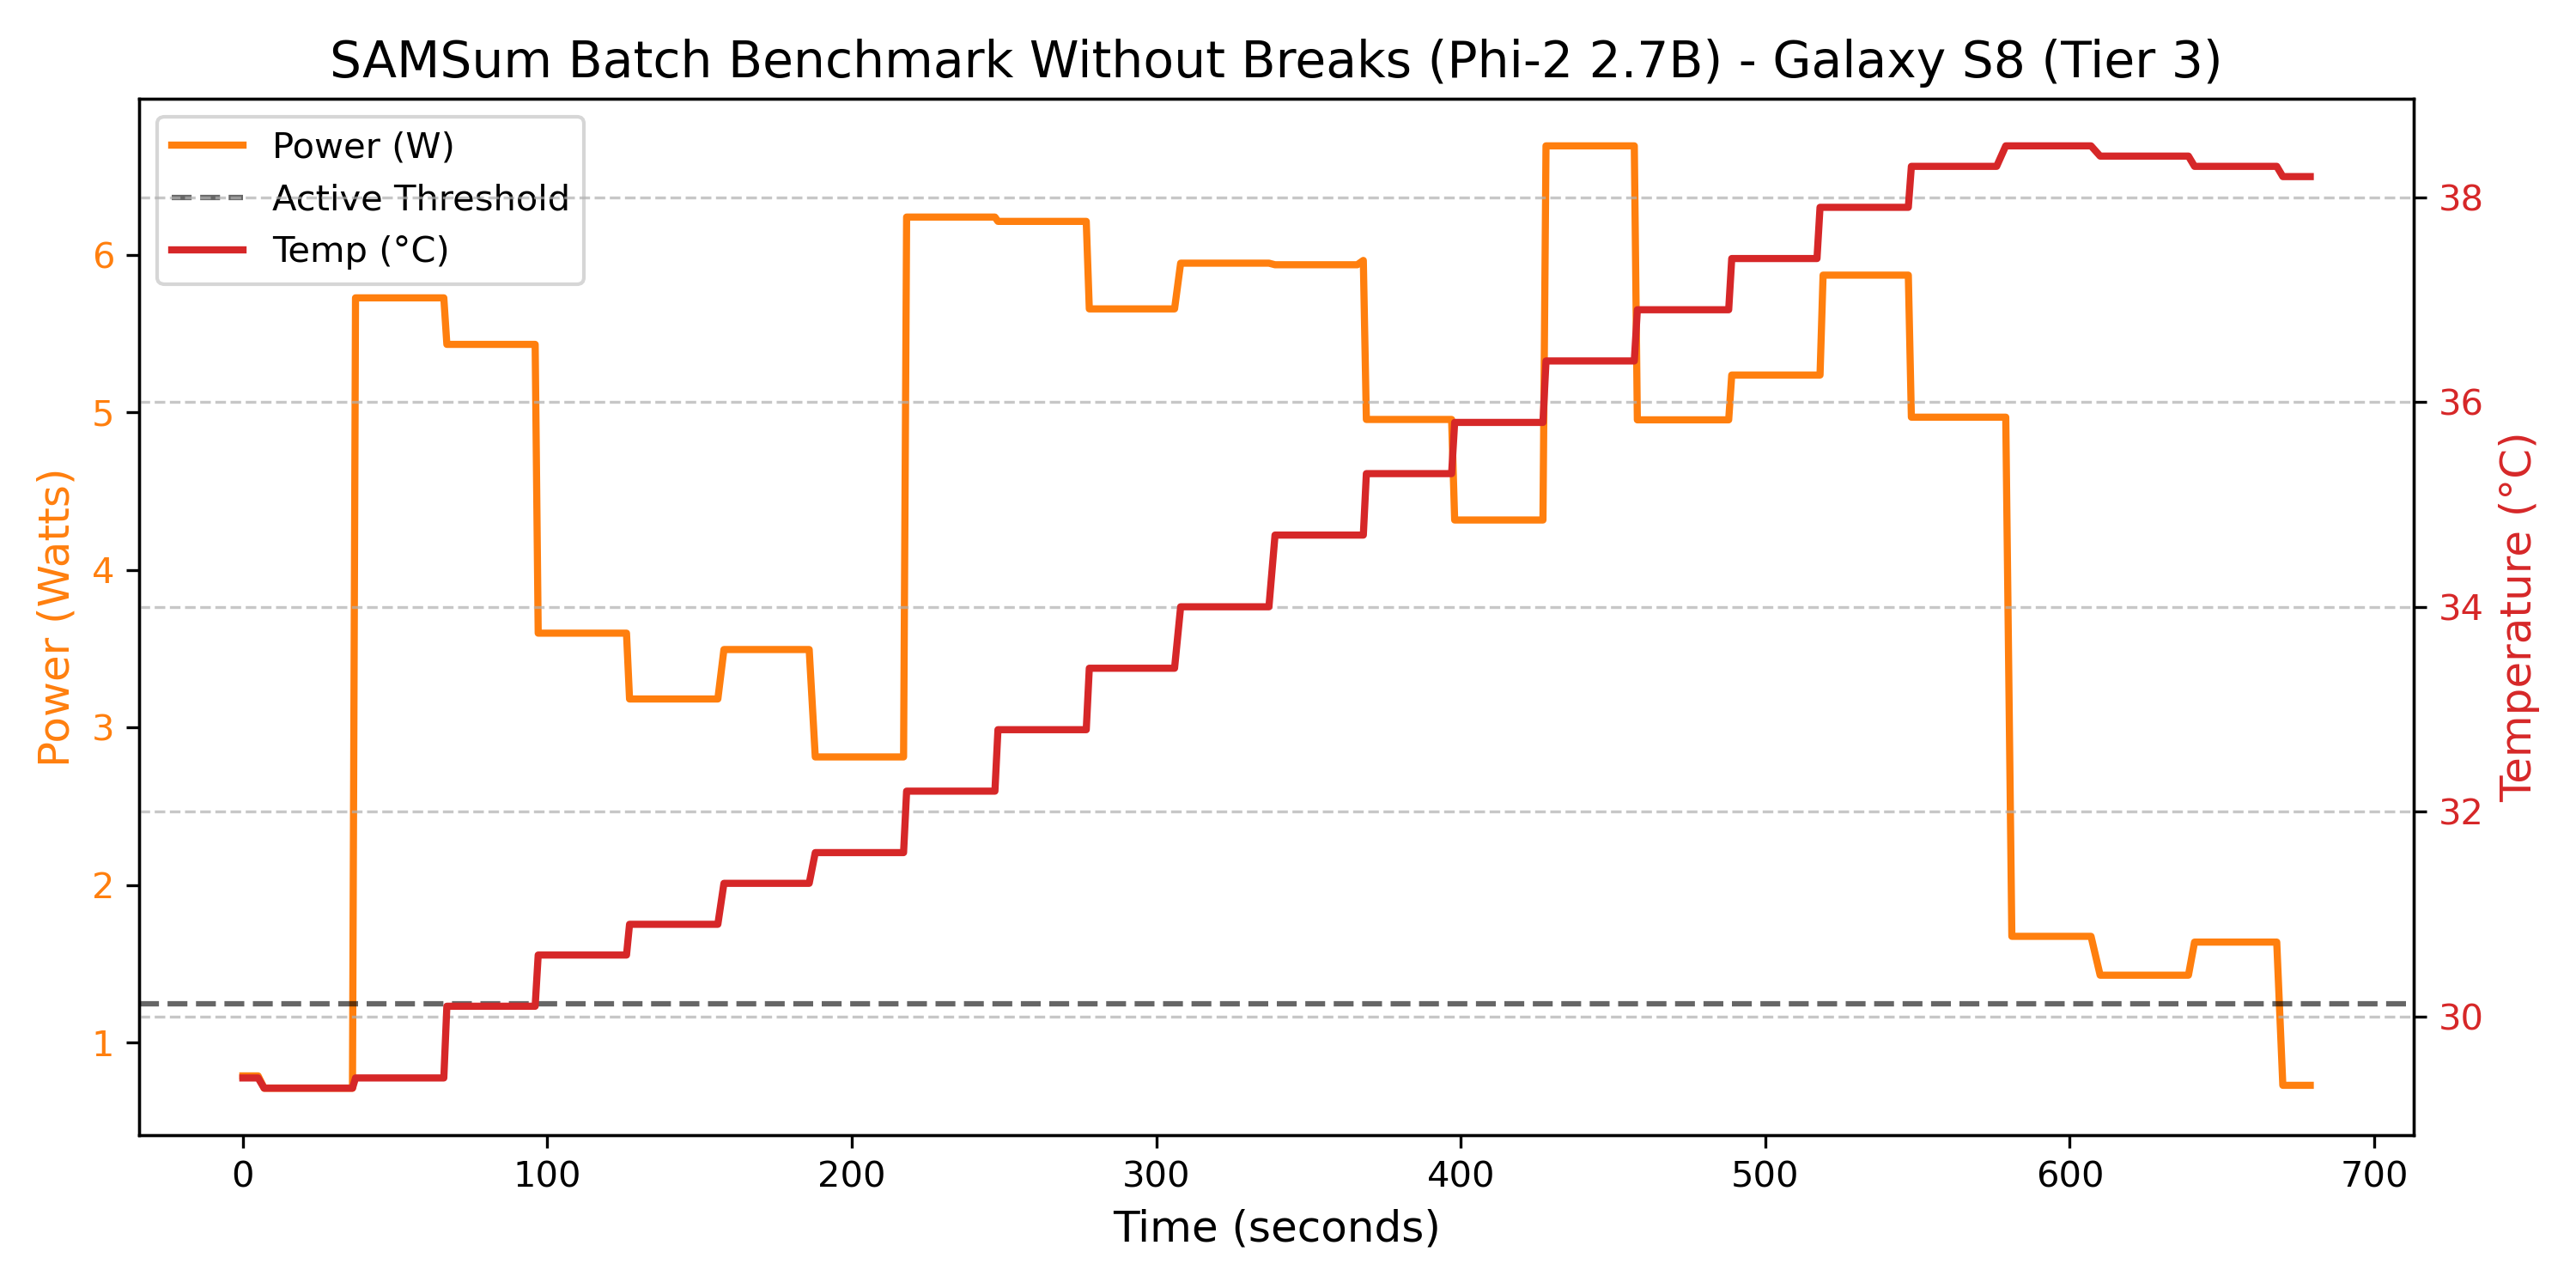 SAMSum Batch Benchmark Without Breaks (Phi-2 2.7B) - Galaxy S8 (Tier 3)
Power (W)
Active Threshold
Temp (°C)
Power (Watts)
6
5
4
3
2
1
38
36
34
32
30
Temperature (°C)
0 100 200 300 400 500 600 700
Time (seconds)